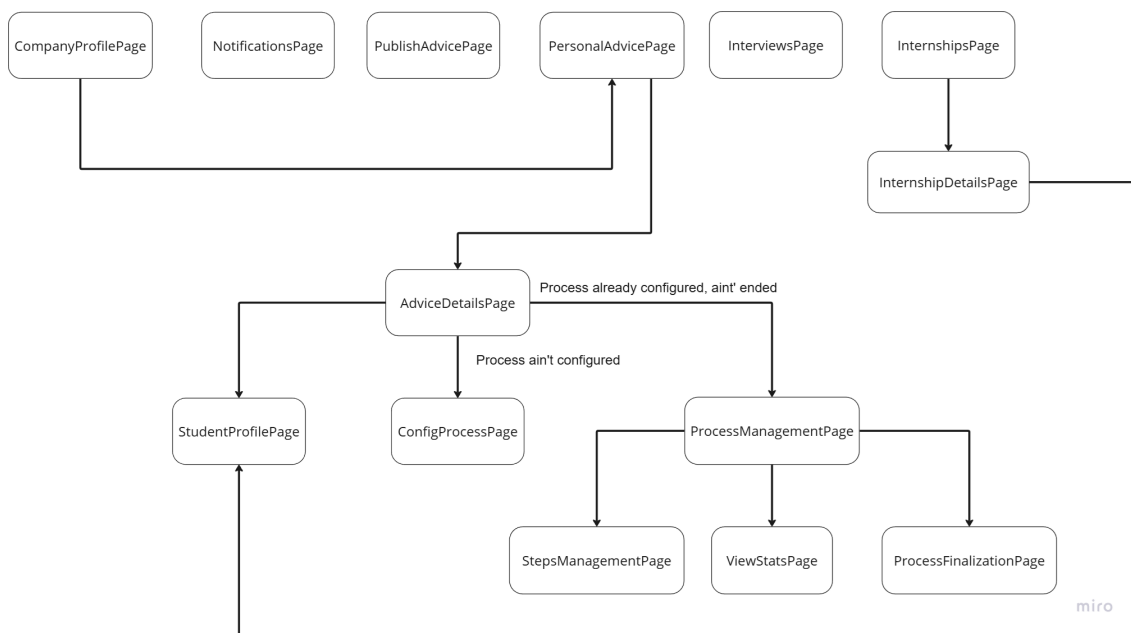 CompanyProfilePage
NotificationsPage
PublishAdvicePage
PersonalAdvicePage
InterviewsPage
InternshipsPage
InternshipDetailsPage
AdviceDetailsPage
Process already configured, aint' ended
Process ain't configured
StudentProfilePage
ConfigProcessPage
ProcessManagementPage
StepsManagementPage
ViewStatsPage
ProcessFinalizationPage
miro